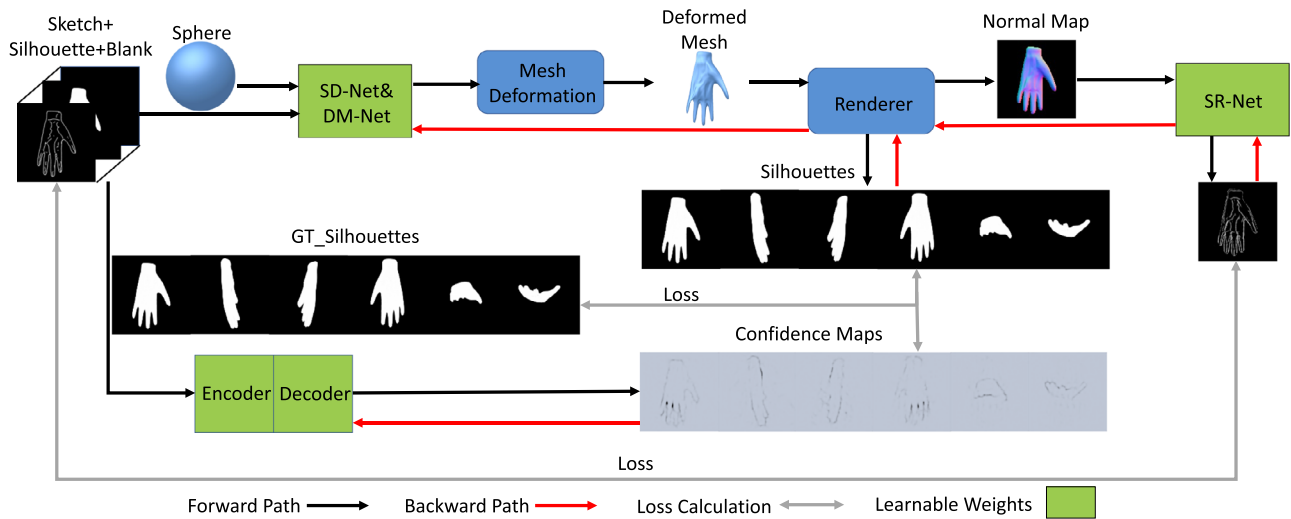 Sketch+
Silhouette+Blank
Sphere
SD-Net&
DM-Net
Mesh
Deformation
Deformed
Mesh
Renderer
Normal Map
SR-Net
Silhouettes
GT_Silhouettes
Loss
Confidence Maps
Encoder
Decoder
Loss
Forward Path
Backward Path
Loss Calculation
Learnable Weights